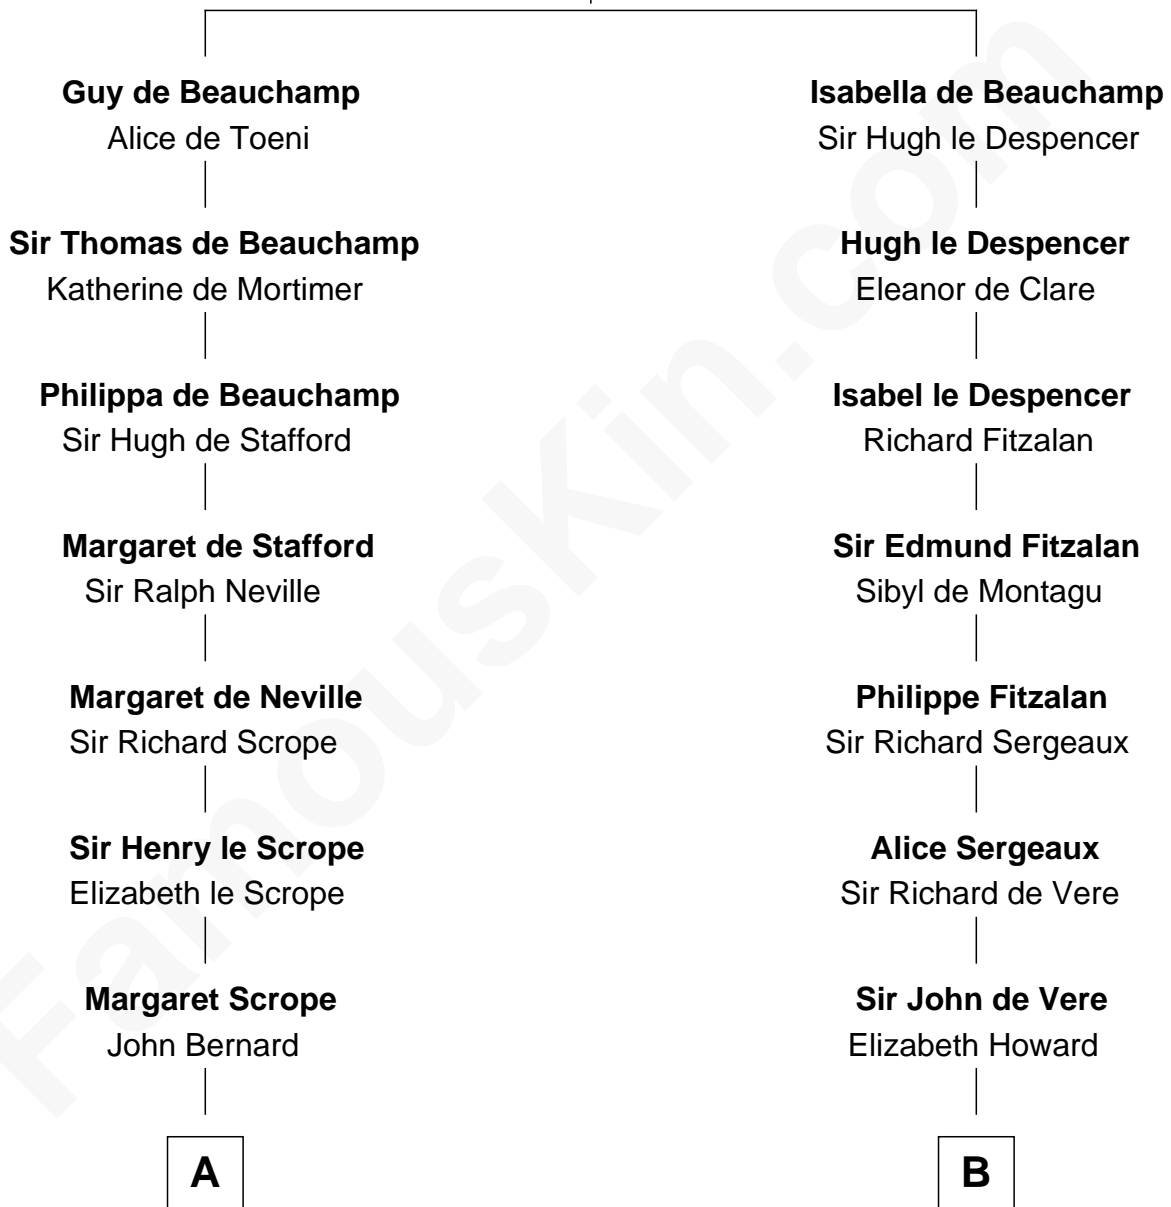 Guy de Beauchamp
Alice de Toeni
Isabella de Beauchamp
Sir Hugh le Despencer
Sir Thomas de Beauchamp
Katherine de Mortimer
Hugh le Despencer
Eleanor de Clare
Philippa de Beauchamp
Sir Hugh de Stafford
Isabel le Despencer
Richard Fitzalan
Margaret de Stafford
Sir Ralph Neville
Sir Edmund Fitzalan
Sibyl de Montagu
Margaret de Neville
Sir Richard Scrope
Philippe Fitzalan
Sir Richard Sergeaux
Sir Henry le Scrope
Elizabeth le Scrope
Alice Sergeaux
Sir Richard de Vere
Margaret Scrope
John Bernard
Sir John de Vere
Elizabeth Howard
A
B
FamousKin.com